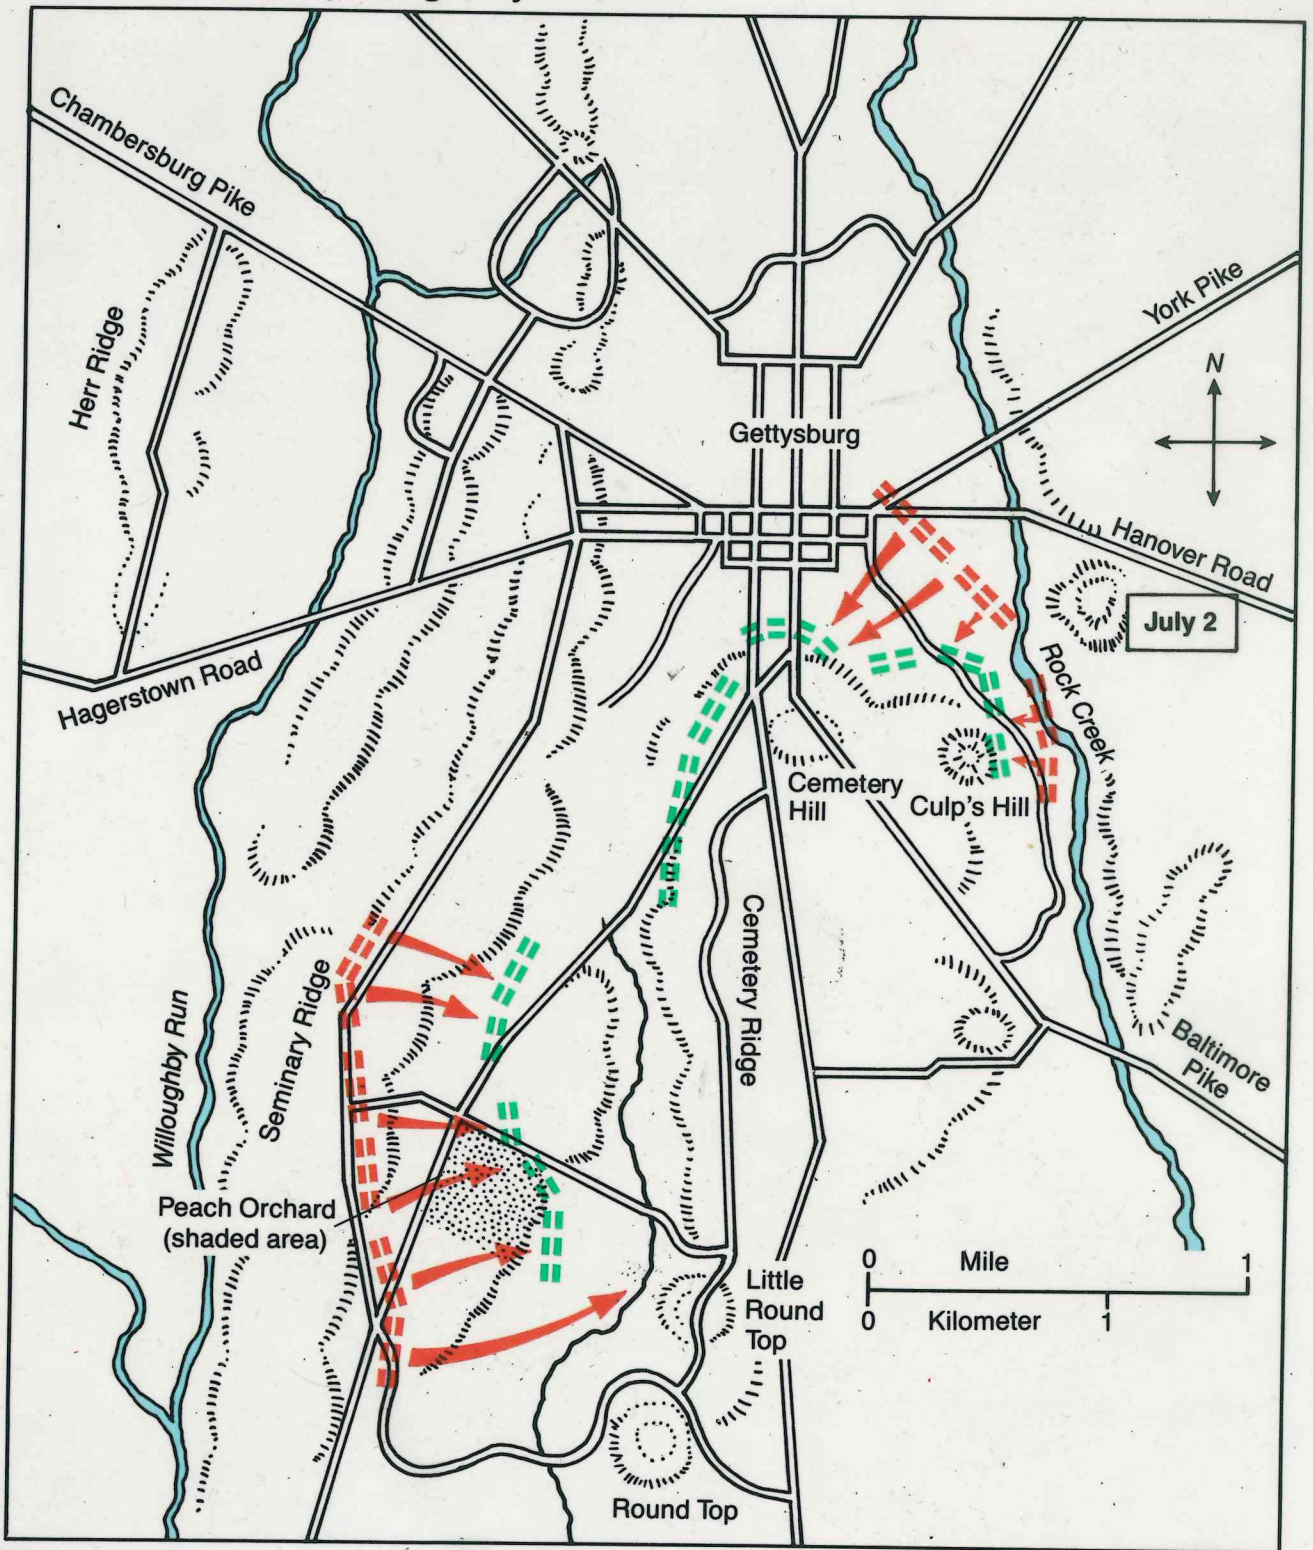 Chambersburg Pike
Herr Ridge
York Pike
N
Gettysburg
Hanover Road
July 2
Hagerstown Road
Rock Creek
Cemetery
Hill
Culp's Hill
Cemetery Ridge
Seminary Ridge
Willoughby Run
Baltimore
Pike
Peach Orchard
(shaded area)
0 Mile 1
0 Kilometer 1
Little
Round
Top
Round Top